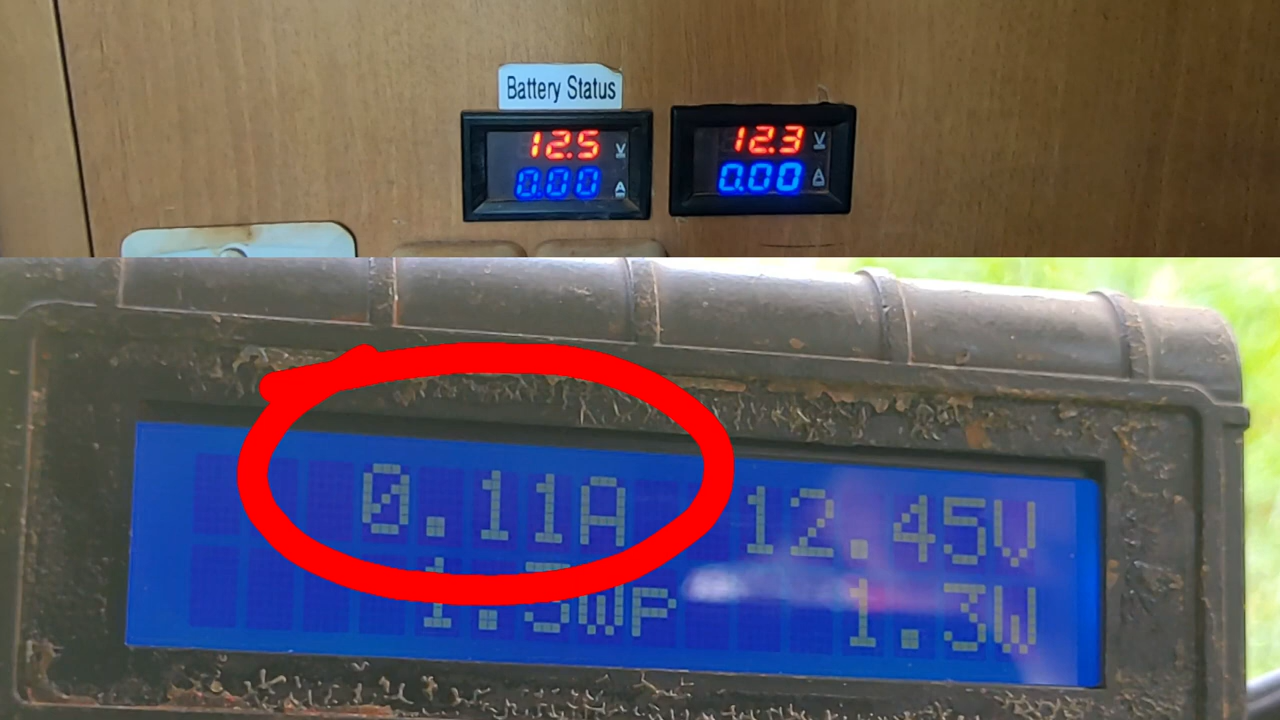 Battery Status
12.5 V
0.00 A
12.3 V
0.00 A
0.11A 12.45V
1.3Wp 1.3W